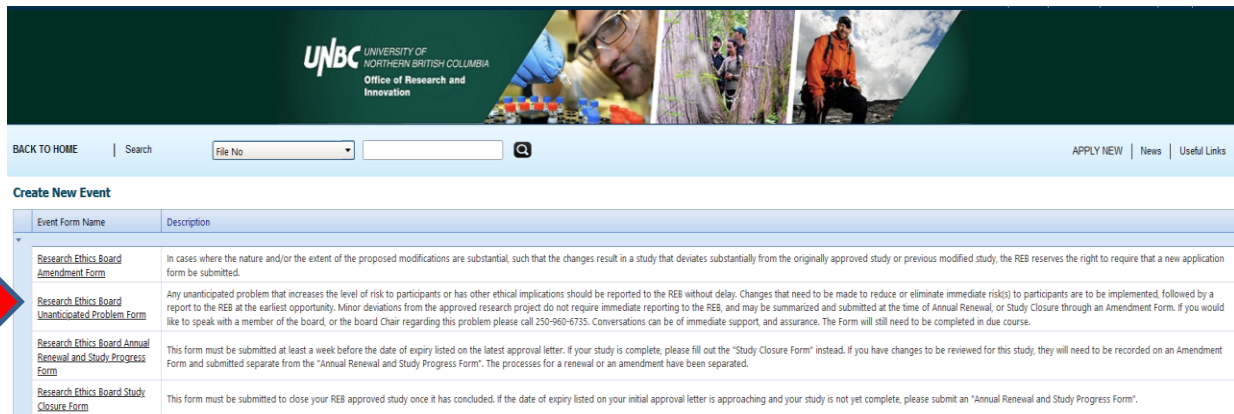 UNBC UNIVERSITY OF
NORTHERN BRITISH COLUMBIA
Office of Research and
Innovation
BACK TO HOME | Search File No APPLY NEW | News | Useful Links
Create New Event
Event Form Name Description
Research Ethics Board
Amendment Form
In cases where the nature and/or the extent of the proposed modifications are substantial, such that the changes result in a study that deviates substantially from the originally approved study or previous modified study, the REB reserves the right to require that a new application
form be submitted.
Research Ethics Board
Unanticipated Problem Form
Any unanticipated problem that increases the level of risk to participants or has other ethical implications should be reported to the REB without delay. Changes that need to be made to reduce or eliminate immediate risk(s) to participants are to be implemented, followed by a
report to the REB at the earliest opportunity. Minor deviations from the approved research project do not require immediate reporting to the REB, and may be summarized and submitted at the time of Annual Renewal, or Study Closure through an Amendment Form. If you would
like to speak with a member of the board, or the board Chair regarding this problem please call 250-960-6735. Conversations can be of immediate support, and assurance. The Form will still need to be completed in due course.
Research Ethics Board Annual
Renewal and Study Progress
Form
This form must be submitted at least a week before the date of expiry listed on the latest approval letter. If your study is complete, please fill out the "Study Closure Form" instead. If you have changes to be reviewed for this study, they will need to be recorded on an Amendment
Form and submitted separate from the "Annual Renewal and Study Progress Form". The processes for a renewal or an amendment have been separated.
Research Ethics Board Study
Closure Form
This form must be submitted to close your REB approved study once it has concluded. If the date of expiry listed on your initial approval letter is approaching and your study is not yet complete, please submit an "Annual Renewal and Study Progress Form".